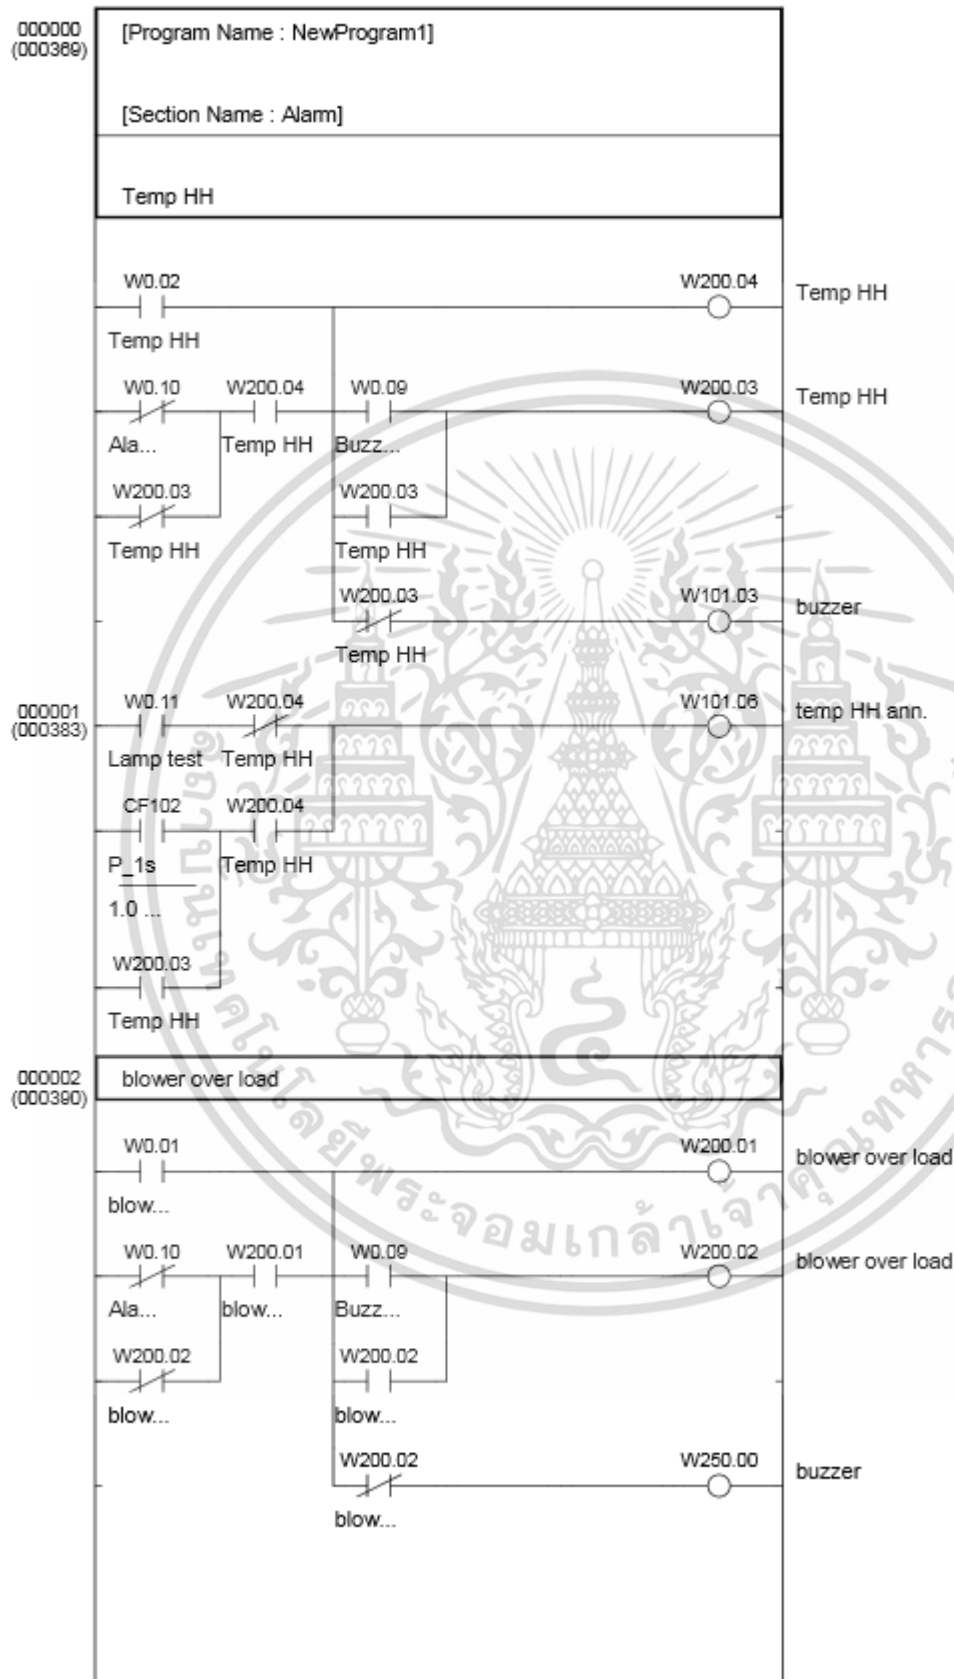 000000
(000369)
[Program Name : NewProgram1]
[Section Name : Alarm]
Temp HH
W0.02 W200.04 Temp HH
Temp HH
W0.10 W200.04 W0.09 W200.03 Temp HH
Ala... Temp HH Buzz...
W200.03 W200.03
Temp HH Temp HH
W200.03 W101.03 buzzer
Temp HH
000001
(000383)
W0.11 W200.04 W101.06 temp HH ann.
Lamp test Temp HH
CF102 W200.04
P_1s Temp HH
1.0 ...
W200.03
Temp HH
000002
(000390)
blower over load
W0.01 W200.01 blower over load
blow...
W0.10 W200.01 W0.09 W200.02 blower over load
Ala... blow... Buzz...
W200.02 W200.02
blow... blow...
W200.02 W250.00 buzzer
blow...